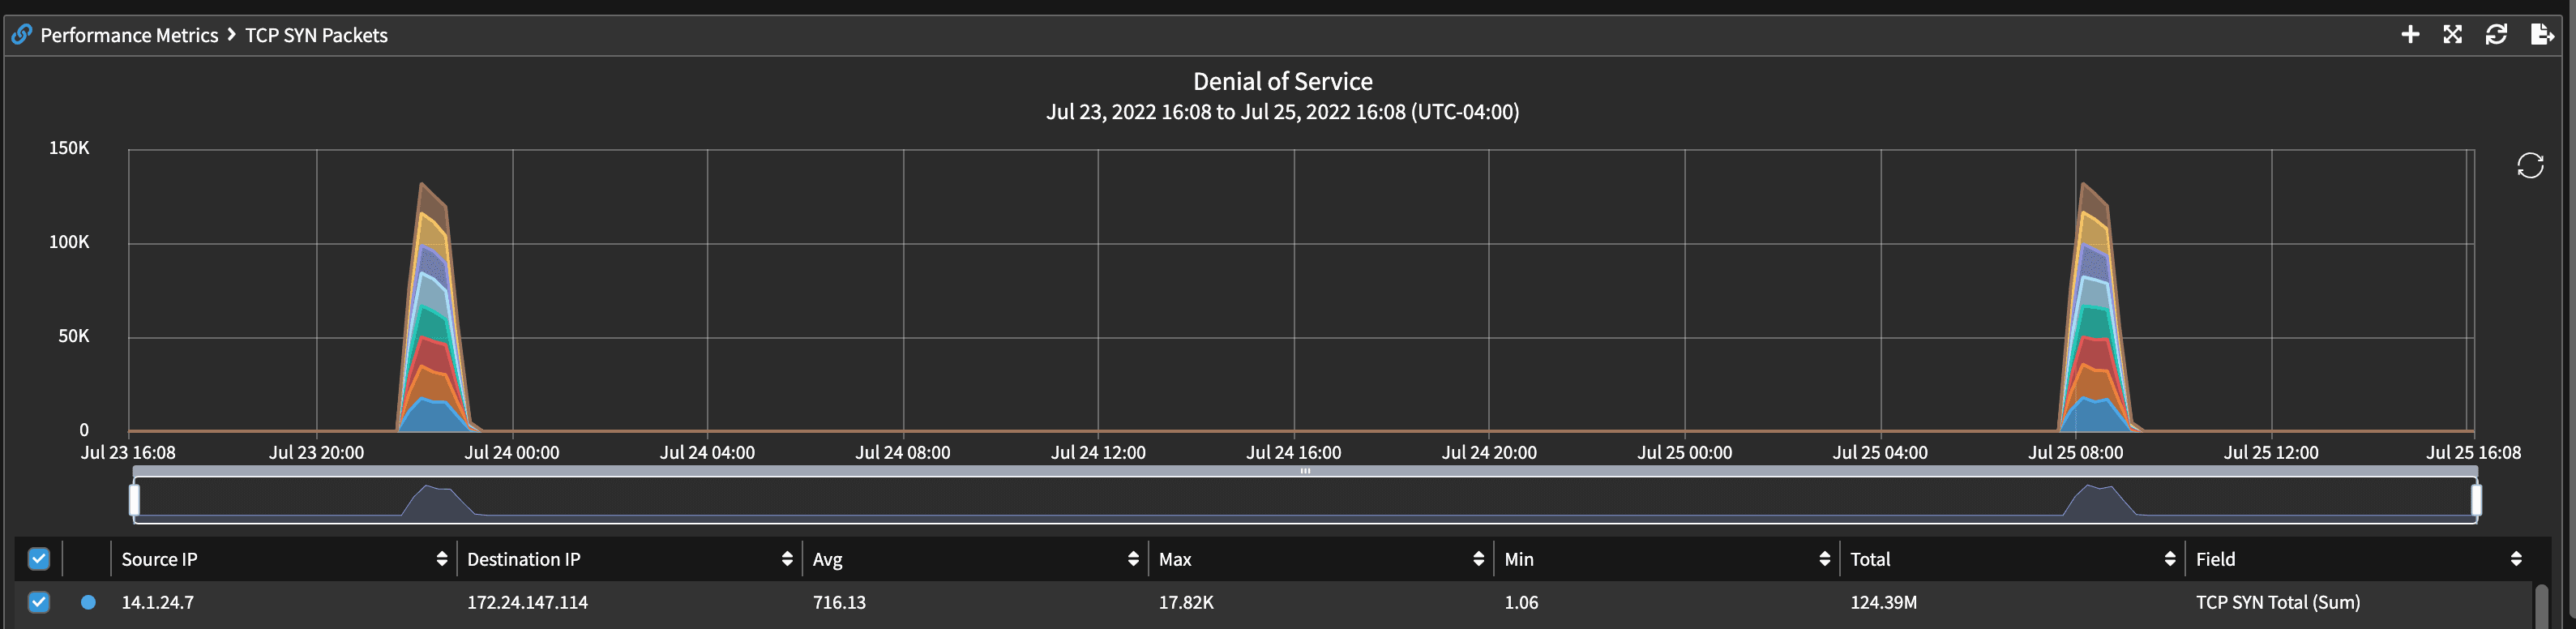 Performance Metrics > TCP SYN Packets
Denial of Service
Jul 23, 2022 16:08 to Jul 25, 2022 16:08 (UTC-04:00)
150K
100K
50K
0
Jul 23 16:08 Jul 23 20:00 Jul 24 00:00 Jul 24 04:00 Jul 24 08:00 Jul 24 12:00 Jul 24 16:00 Jul 24 20:00 Jul 25 00:00 Jul 25 04:00 Jul 25 08:00 Jul 25 12:00 Jul 25 16:08
Source IP Destination IP Avg Max Min Total Field
14.1.24.7 172.24.147.114 716.13 17.82K 1.06 124.39M TCP SYN Total (Sum)